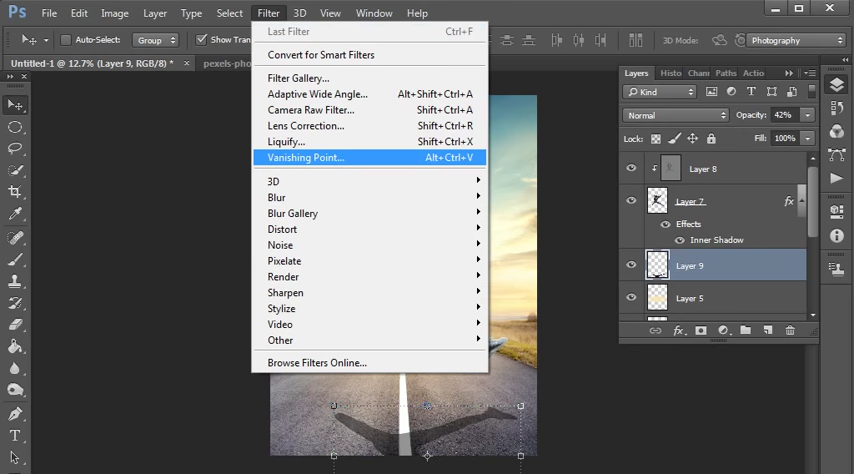 Ps File Edit Image Layer Type Select Filter 3D View Window Help
Auto-Select: Group Show Tran 3D Mode: Photography
Untitled-1 @ 12.7% (Layer 9, RGB/8) * × pexels-pho
Last Filter Ctrl+F
Convert for Smart Filters
Filter Gallery...
Adaptive Wide Angle... Alt+Shift+Ctrl+A
Camera Raw Filter... Shift+Ctrl+A
Lens Correction... Shift+Ctrl+R
Liquify... Shift+Ctrl+X
Vanishing Point... Alt+Ctrl+V
3D
Blur
Blur Gallery
Distort
Noise
Pixelate
Render
Sharpen
Stylize
Video
Other
Browse Filters Online...
Layers Histo Chan Paths Actio
Kind
Normal Opacity: 42%
Lock: Fill: 100%
Layer 8
Layer 7 fx
Effects
Inner Shadow
Layer 9
Layer 5
fx